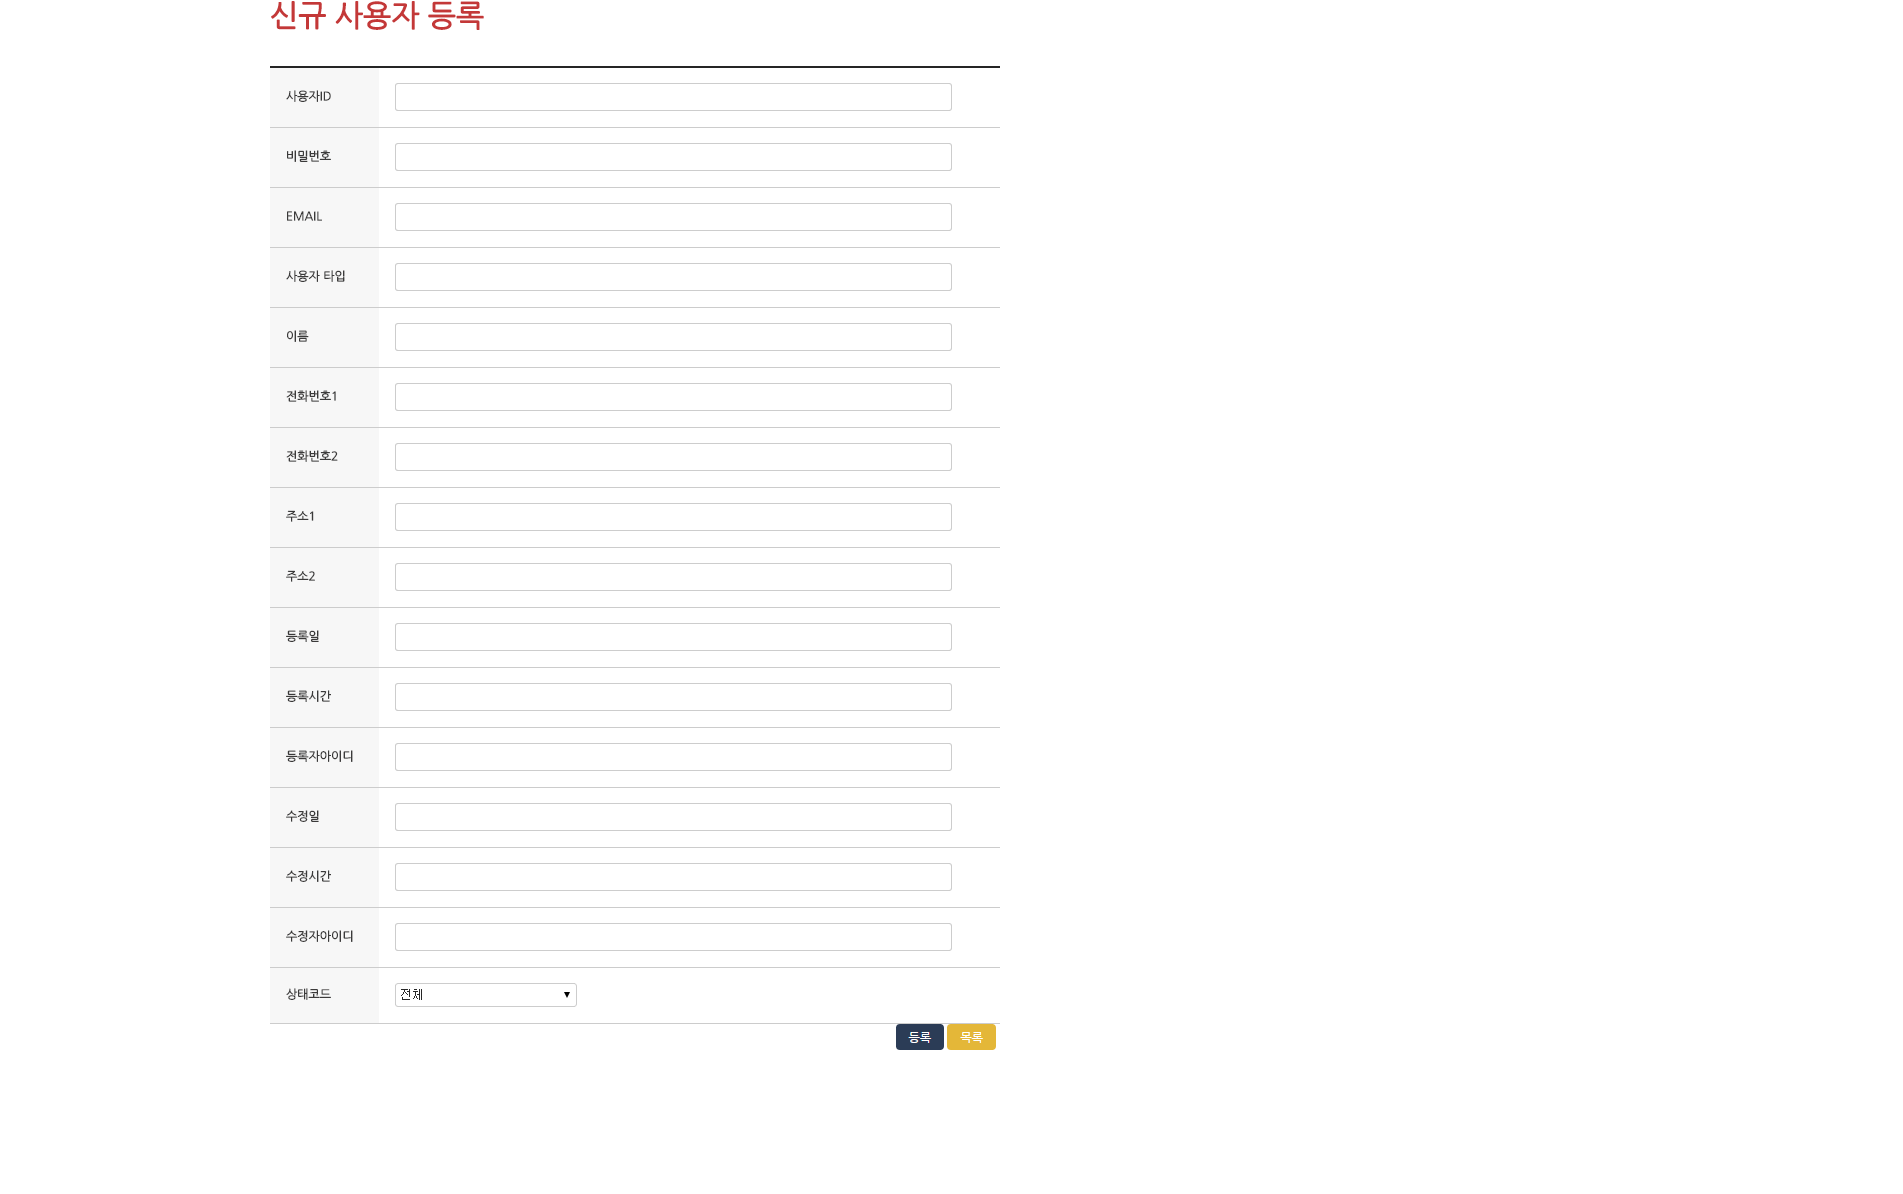 신규 사용자 등록
사용자ID
비밀번호
EMAIL
사용자 타입
이름
전화번호1
전화번호2
주소1
주소2
등록일
등록시간
등록자아이디
수정일
수정시간
수정자아이디
상태코드 전체
등록 목록